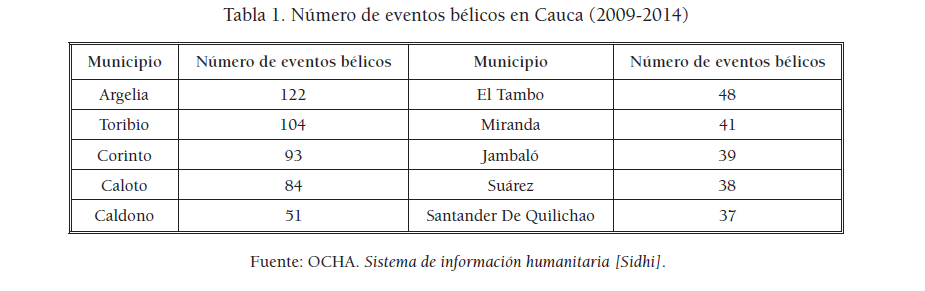 Tabla 1. Número de eventos bélicos en Cauca (2009-2014)
Municipio Número de eventos bélicos Municipio Número de eventos bélicos
Argelia 122 El Tambo 48
Toribio 104 Miranda 41
Corinto 93 Jambaló 39
Caloto 84 Suárez 38
Caldono 51 Santander De Quilichao 37
Fuente: OCHA. Sistema de información humanitaria [Sidhi].